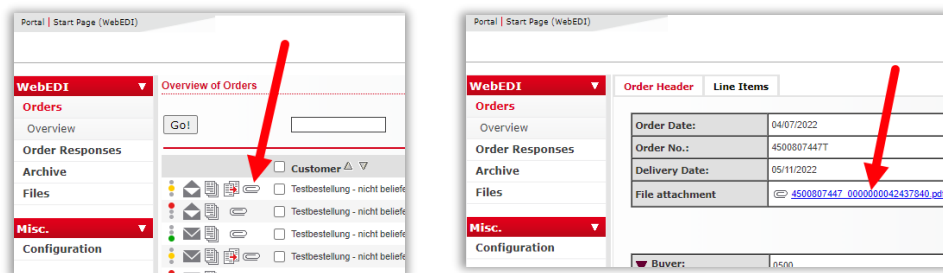 Portal | Start Page (WebEDI)
WebEDI
Orders
Overview
Order Responses
Archive
Files
Misc.
Configuration
Overview of Orders
Go!
Customer
Testbestellung - nicht beliefe
Testbestellung - nicht beliefe
Testbestellung - nicht beliefe
Testbestellung - nicht beliefe
Portal | Start Page (WebEDI)
WebEDI
Orders
Overview
Order Responses
Archive
Files
Misc.
Configuration
Order Header Line Items
Order Date: 04/07/2022
Order No.: 4500807447T
Delivery Date: 05/11/2022
File attachment 4500807447_0000000042437840.pdf
Buyer: 0500